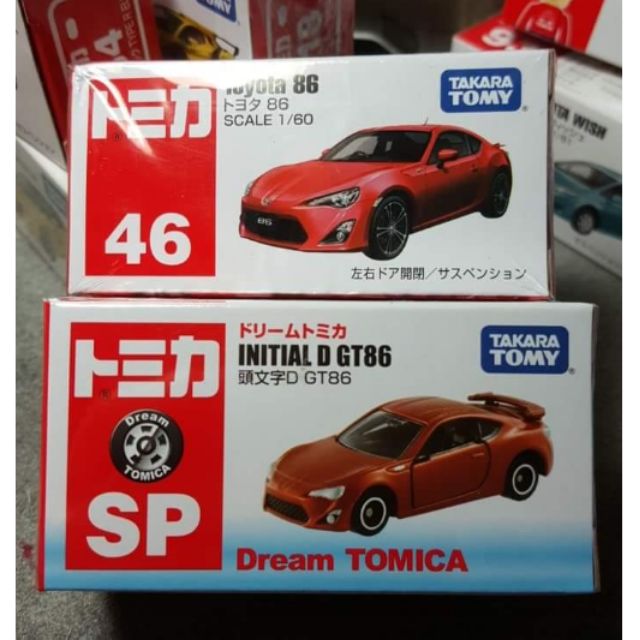 トミカ
46
Toyota 86
トヨタ 86
SCALE 1/60
TAKARA
TOMY
86
左右ドア開閉/サスペンション
トミカ
Dream
TOMICA
SP
ドリームトミカ
INITIAL D GT86
頭文字D GT86
TAKARA
TOMY
Dream TOMICA
WISH